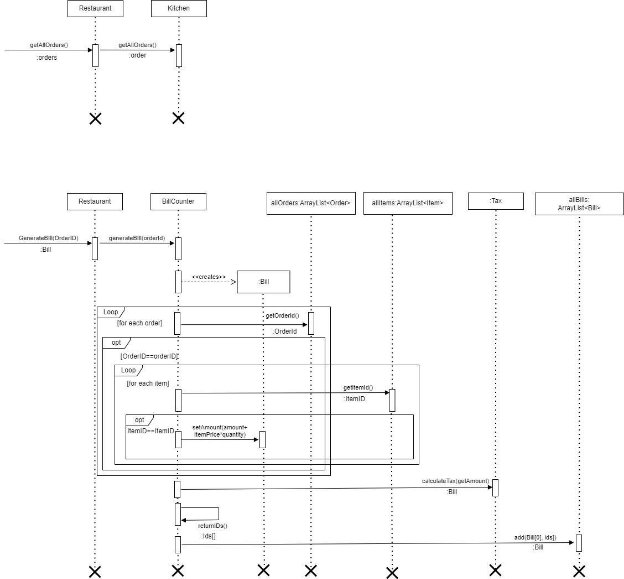 Restaurant
Kitchen
getAllOrders()
getAllOrders()
:orders
:order
Restaurant
BillCounter
allOrders:ArrayList<Order>
allItems:ArrayList<Item>
:Tax
allBills:
ArrayList<Bill>
GenerateBill(OrderID)
generateBill(orderId)
:Bill
<<creates>>
:Bill
Loop
[for each order]
getOrderId()
:OrderId
opt
[OrderID==orderID]
Loop
[for each item]
getItemId()
:ItemID
opt
ItemID==ItemID
setAmount(amount+
itemPrice*quantity)
calculateTax(getAmount)
:Bill
returnIDs()
:Ids[]
add(Bill[0], Ids[])
:Bill